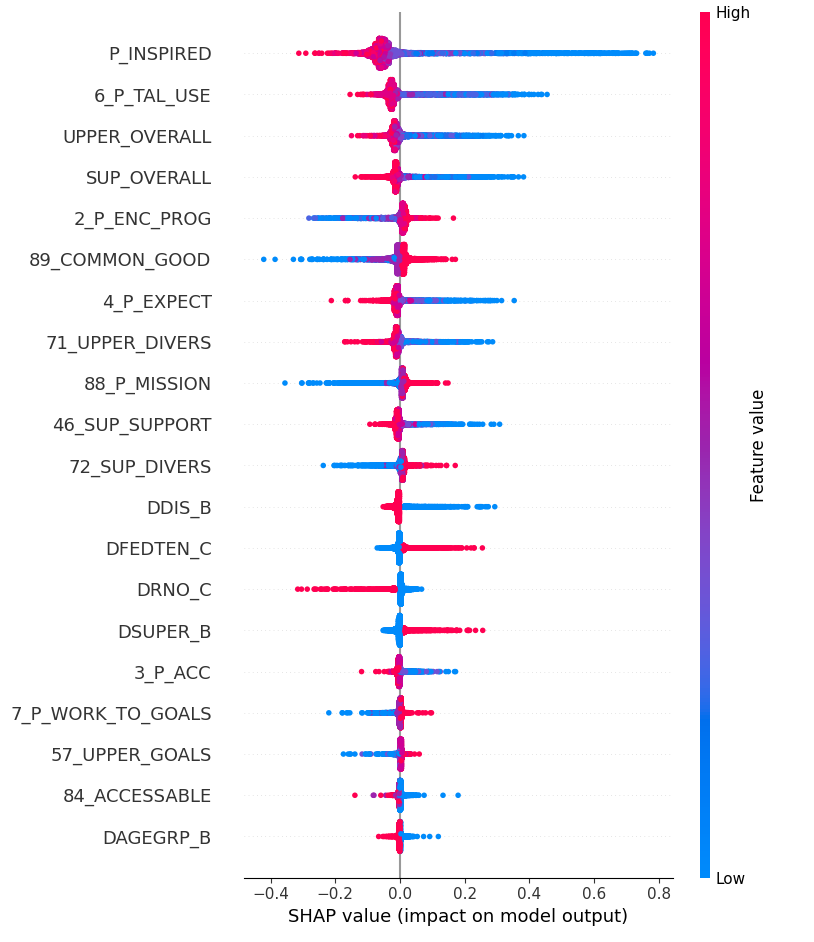 High
P_INSPIRED
6_P_TAL_USE
UPPER_OVERALL
SUP_OVERALL
2_P_ENC_PROG
89_COMMON_GOOD
4_P_EXPECT
71_UPPER_DIVERS
88_P_MISSION
46_SUP_SUPPORT
72_SUP_DIVERS
DDIS_B
DFEDTEN_C
DRNO_C
DSUPER_B
3_P_ACC
7_P_WORK_TO_GOALS
57_UPPER_GOALS
84_ACCESSABLE
DAGEGRP_B
Feature value
Low
−0.4 −0.2 0.0 0.2 0.4 0.6 0.8
SHAP value (impact on model output)